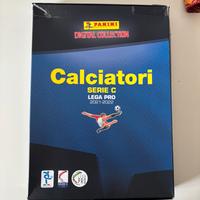 PANINI
DIGITAL COLLECTION
Calciatori
SERIE C
LEGA PRO
2021-2022